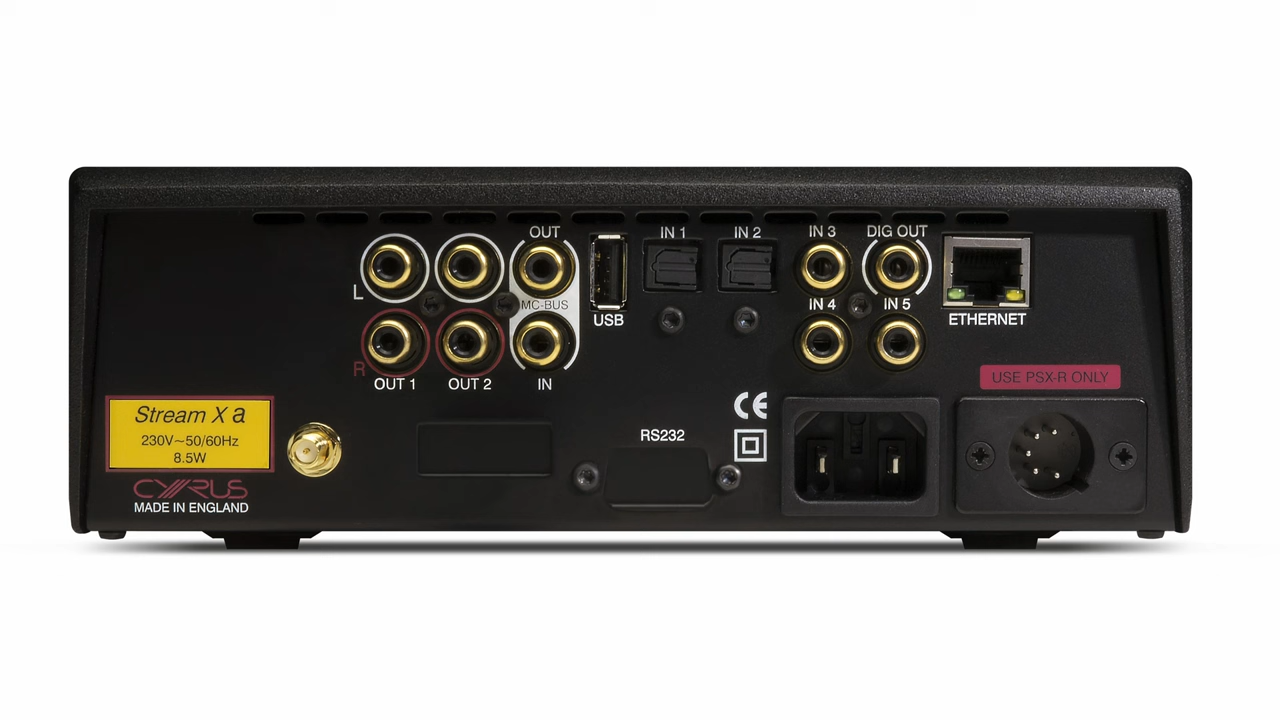 OUT
IN 1
IN 2
IN 3
DIG OUT
L
MC-BUS
USB
IN 4
IN 5
ETHERNET
R
OUT 1
OUT 2
IN
USE PSX-R ONLY
Stream X a
230V~50/60Hz
8.5W
CE
RS232
CYRUS
MADE IN ENGLAND